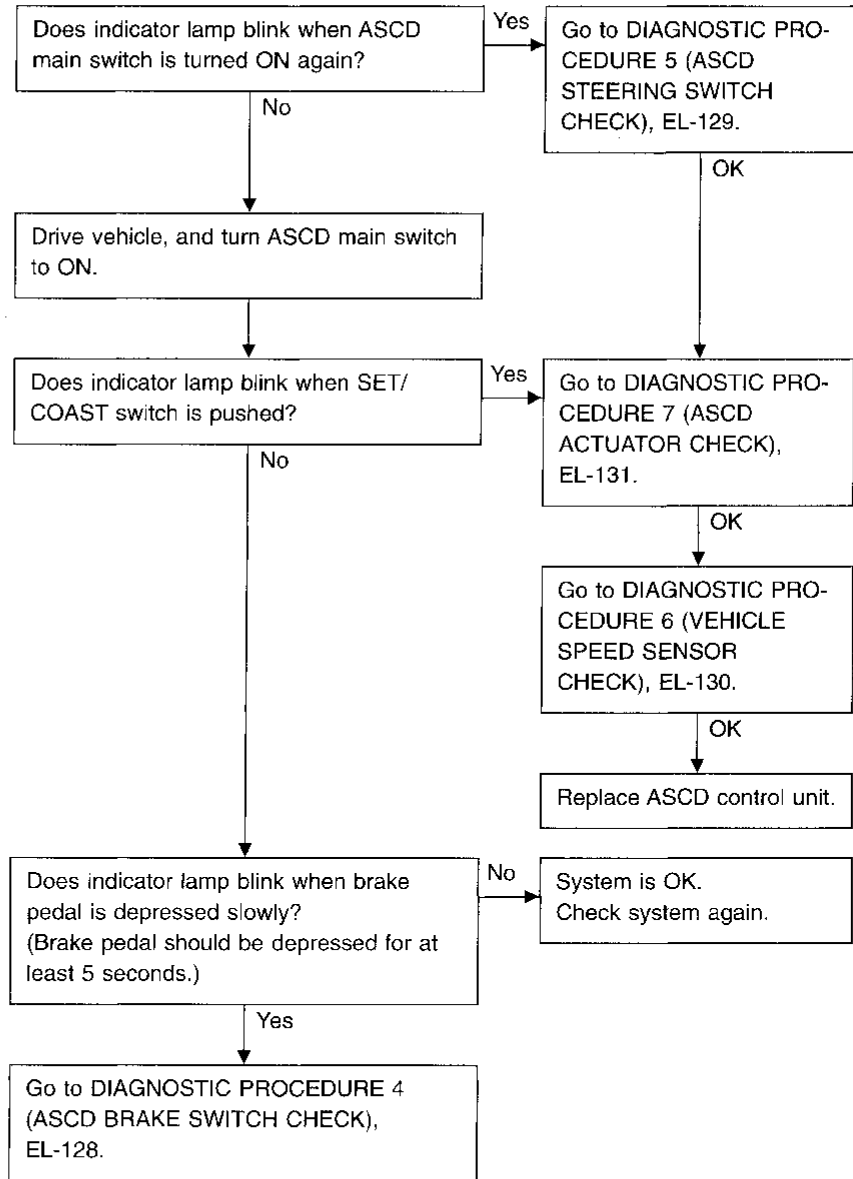 Does indicator lamp blink when ASCD
main switch is turned ON again?
Yes
Go to DIAGNOSTIC PRO-
CEDURE 5 (ASCD
STEERING SWITCH
CHECK), EL-129.
No
OK
Drive vehicle, and turn ASCD main switch
to ON.
Does indicator lamp blink when SET/
COAST switch is pushed?
Yes
Go to DIAGNOSTIC PRO-
CEDURE 7 (ASCD
ACTUATOR CHECK),
EL-131.
No
OK
Go to DIAGNOSTIC PRO-
CEDURE 6 (VEHICLE
SPEED SENSOR
CHECK), EL-130.
OK
Replace ASCD control unit.
Does indicator lamp blink when brake
pedal is depressed slowly?
(Brake pedal should be depressed for at
least 5 seconds.)
No
System is OK.
Check system again.
Yes
Go to DIAGNOSTIC PROCEDURE 4
(ASCD BRAKE SWITCH CHECK),
EL-128.